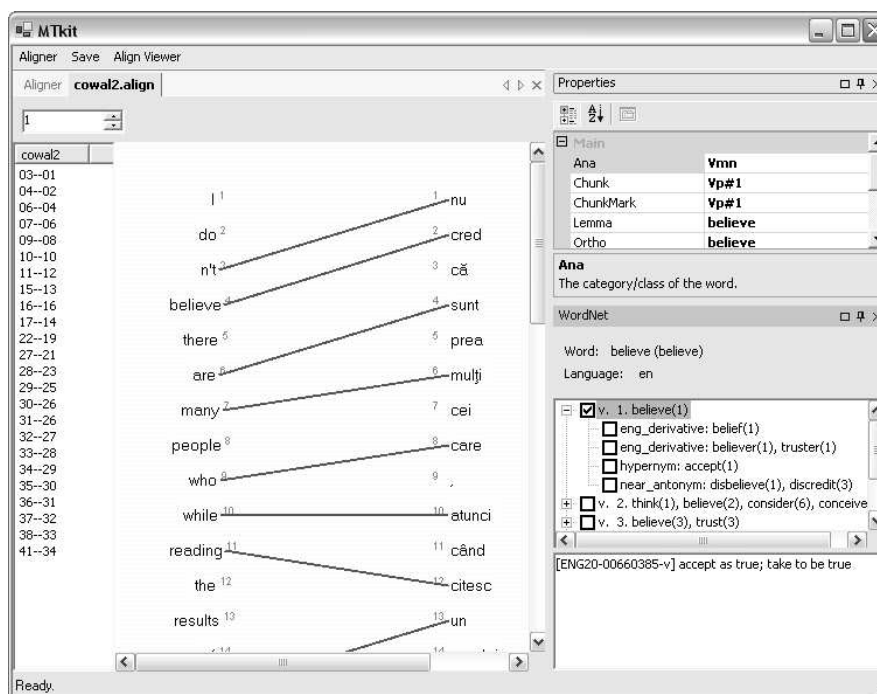 MTkit
Aligner Save Align Viewer
Aligner cowal2.align
1
cowal2
03--01
04--02
06--04
07--06
09--08
10--10
11--12
15--13
16--16
17--14
22--19
27--21
28--23
29--25
30--26
31--26
32--27
33--28
34--29
35--30
36--31
37--32
38--33
41--34
I 1 1 nu
do 2 2 cred
n't 3 3 că
believe 4 4 sunt
there 5 5 prea
are 6 6 mulţi
many 7 7 cei
people 8 8 care
who 9 9 ,
while 10 10 atunci
reading 11 11 când
the 12 12 citesc
results 13 13 un
14 14
Properties
Main
Ana Vmn
Chunk Vp#1
ChunkMark Vp#1
Lemma believe
Ortho believe
Ana
The category/class of the word.
WordNet
Word: believe (believe)
Language: en
v. 1. believe(1)
eng_derivative: belief(1)
eng_derivative: believer(1), truster(1)
hypernym: accept(1)
near_antonym: disbelieve(1), discredit(3)
v. 2. think(1), believe(2), consider(6), conceive
v. 3. believe(3), trust(3)
[ENG20-00660385-v] accept as true; take to be true
Ready.